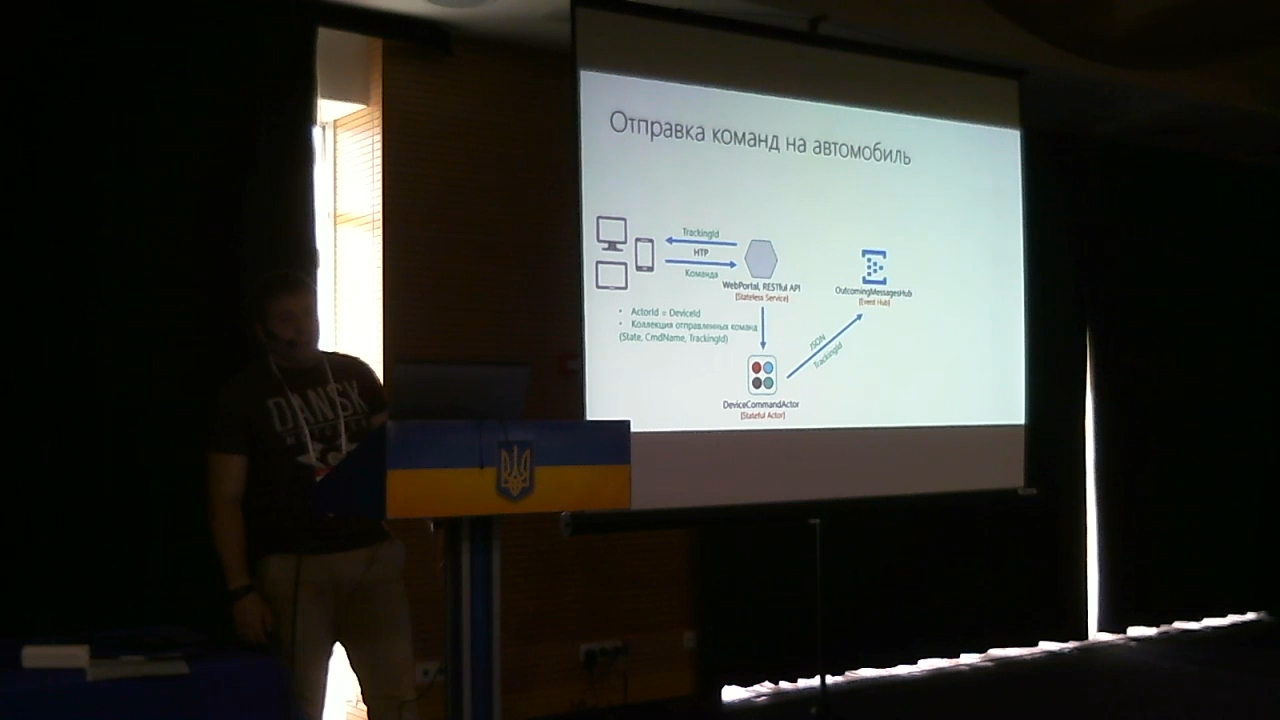 Отправка команд на автомобиль
TrackingId
HTP
Команда
WebPortal, RESTful API
(Stateless Service)
OutcomingMessagesHub
(Event Hub)
• ActorId = DeviceId
• Коллекция отправленных команд
(State, CmdName, TrackingId)
JSON
TrackingId
DeviceCommandActor
(Stateful Actor)
DANSK